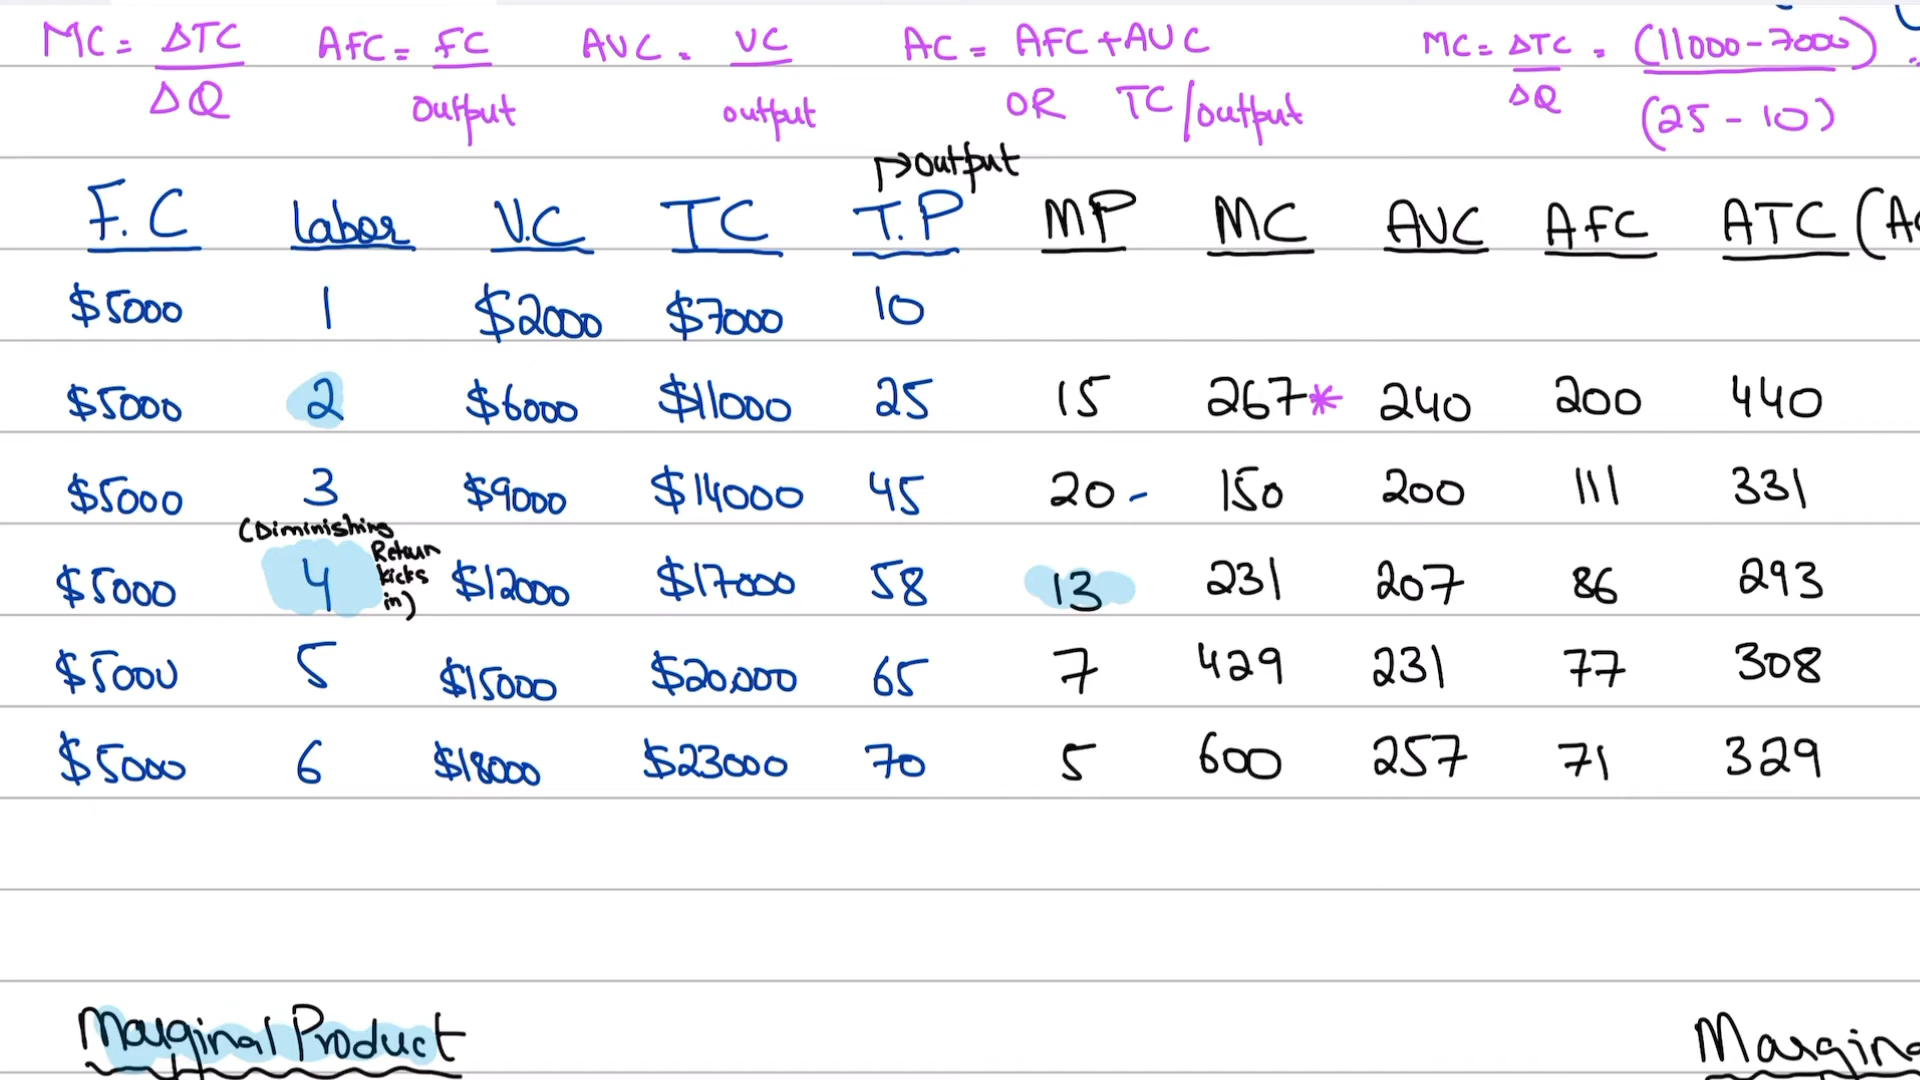 MC = ΔTC / ΔQ AFC = FC / output AVC = VC / output AC = AFC + AVC OR TC/output MC = ΔTC / ΔQ = (11000 - 7000) / (25 - 10)
→ output
F.C Labor V.C TC T.P MP MC AVC AFC ATC (A
$5000 1 $2000 $7000 10
$5000 2 $6000 $11000 25 15 267* 240 200 440
$5000 3 $9000 $14000 45 20 - 150 200 111 331
(Diminishing Return kicks in)
$5000 4 $12000 $17000 58 13 231 207 86 293
$5000 5 $15000 $20,000 65 7 429 231 77 308
$5000 6 $18000 $23000 70 5 600 257 71 329
Marginal Product Margina